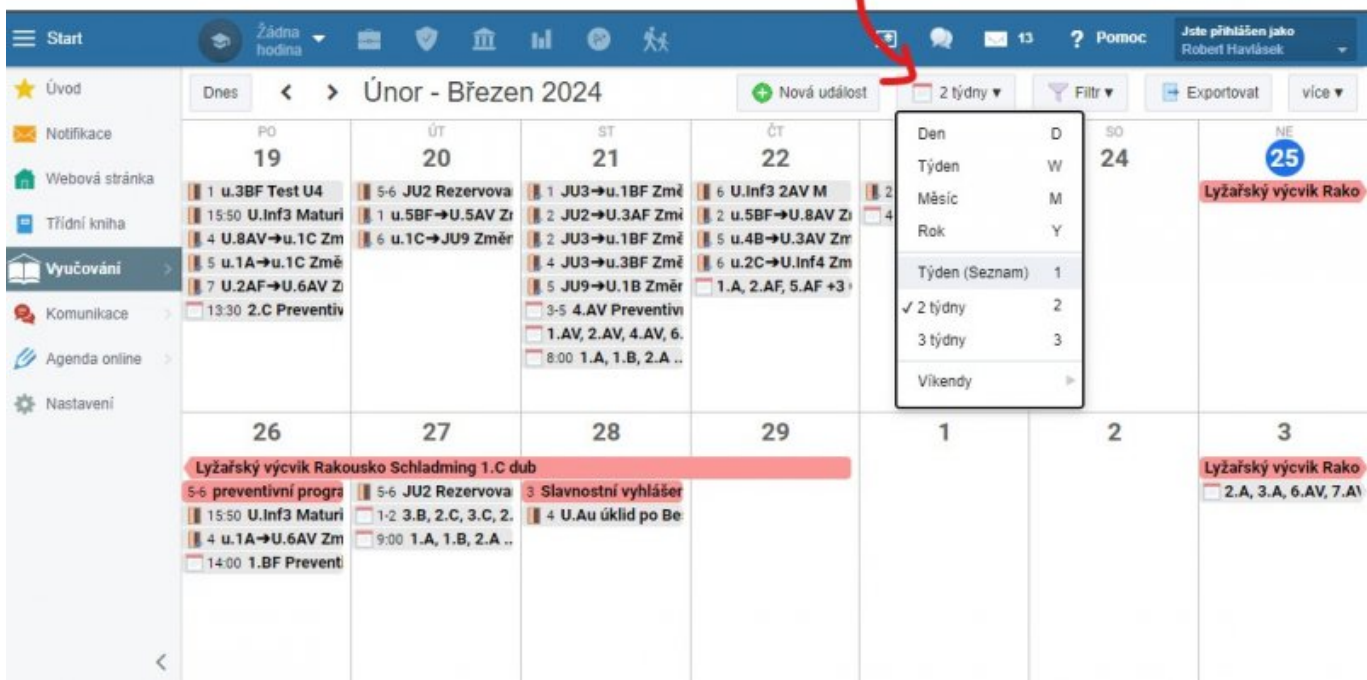 Start
Žádná hodina
13
? Pomoc
Jste přihlášen jako
Robert Havlásek
Úvod
Notifikace
Webová stránka
Třídní kniha
Vyučování
Komunikace
Agenda online
Nastavení
Dnes
Únor - Březen 2024
Nová událost
2 týdny ▾
Filtr ▾
Exportovat
více ▾
PO
19
1 u.3BF Test U4
15:50 U.Inf3 Maturi
4 U.8AV→u.1C Zm
5 u.1A→u.1C Změ
7 U.2AF→U.6AV Z
13:30 2.C Preventiv
ÚT
20
5-6 JU2 Rezervova
1 u.5BF→U.5AV Zr
6 u.1C→JU9 Změr
ST
21
1 JU3→u.1BF Změ
2 JU2→U.3AF Změ
2 JU3→u.1BF Změ
4 JU3→u.3BF Změ
5 JU9→U.1B Změr
3-5 4.AV Preventivn
1.AV, 2.AV, 4.AV, 6.
8:00 1.A, 1.B, 2.A ..
ČT
22
6 U.Inf3 2AV M
2 u.5BF→U.8AV Z
5 u.4B→U.3AV Zm
6 u.2C→U.Inf4 Zm
1.A, 2.AF, 5.AF +3
2
4
Den D
Týden W
Měsíc M
Rok Y
Týden (Seznam) 1
✓ 2 týdny 2
3 týdny 3
Víkendy
SO
24
NE
25
Lyžařský výcvik Rako
26
27
28
29
1
2
3
Lyžařský výcvik Rakousko Schladming 1.C dub
Lyžařský výcvik Rako
5-6 preventivní progra
15:50 U.Inf3 Maturi
4 u.1A→U.6AV Zm
14:00 1.BF Preventi
5-6 JU2 Rezervova
1-2 3.B, 2.C, 3.C, 2.
9:00 1.A, 1.B, 2.A ..
3 Slavnostní vyhlášer
4 U.Au úklid po Be
2.A, 3.A, 6.AV, 7.AV